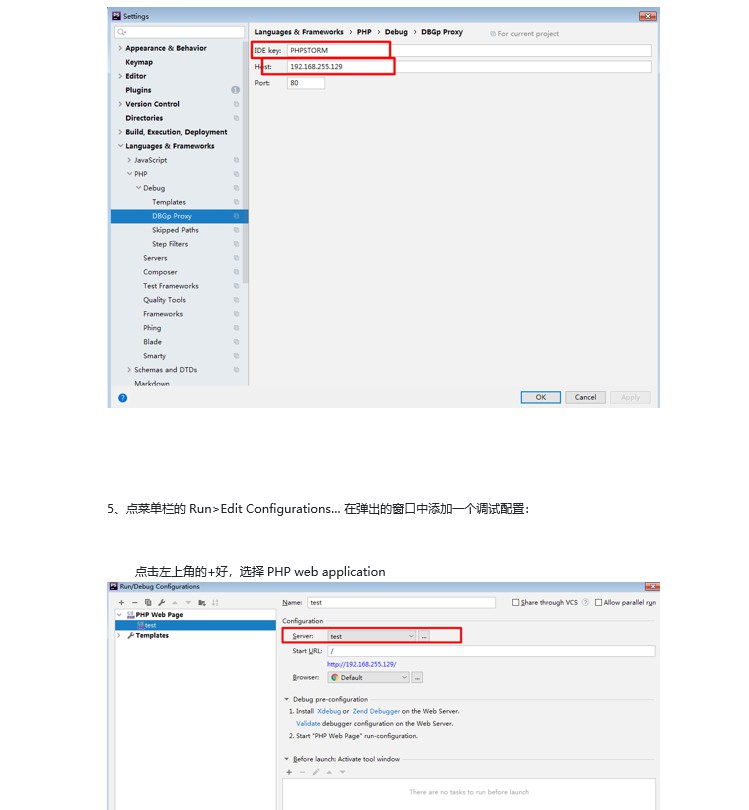 Settings
Languages & Frameworks > PHP > Debug > DBGp Proxy
For current project
Appearance & Behavior
Keymap
Editor
Plugins 1
Version Control
Directories
Build, Execution, Deployment
Languages & Frameworks
JavaScript
PHP
Debug
Templates
DBGp Proxy
Skipped Paths
Step Filters
Servers
Composer
Test Frameworks
Quality Tools
Frameworks
Phing
Blade
Smarty
Schemas and DTDs
Markdown
IDE key: PHPSTORM
Host: 192.168.255.129
Port: 80
?
OK Cancel Apply
5、点菜单栏的 Run>Edit Configurations... 在弹出的窗口中添加一个调试配置：
点击左上角的+好，选择 PHP web application
Run/Debug Configurations
PHP Web Page
test
Templates
Name: test
Share through VCS ? Allow parallel run
Configuration
Server: test ...
Start URL: /
http://192.168.255.129/
Browser: Default ...
Debug pre-configuration
1. Install Xdebug or Zend Debugger on the Web Server.
Validate debugger configuration on the Web Server.
2. Start "PHP Web Page" run-configuration.
Before launch: Activate tool window
There are no tasks to run before launch